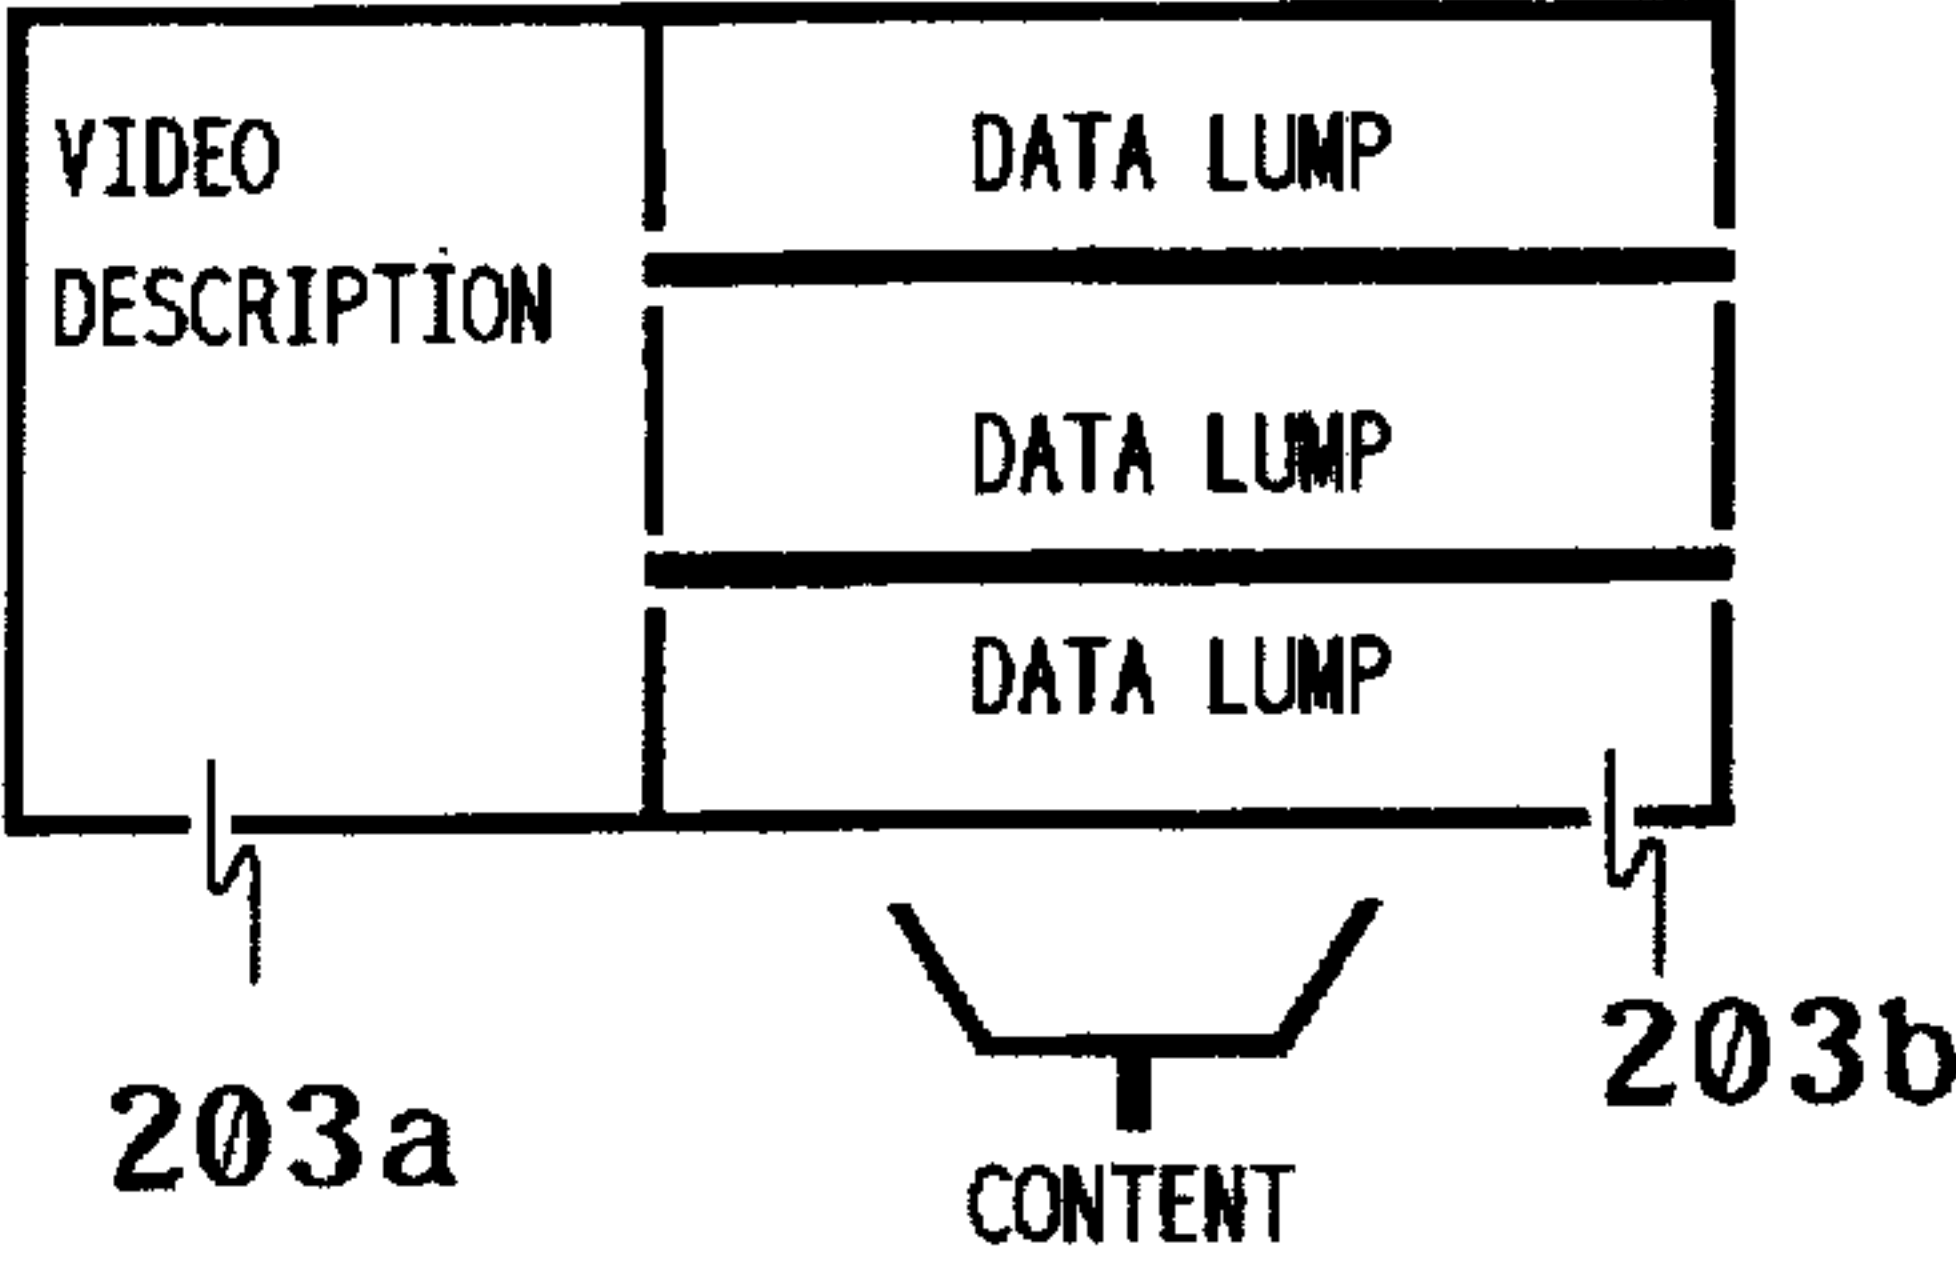 VIDEO
DESCRIPTION
DATA LUMP
DATA LUMP
DATA LUMP
203a
203b
CONTENT